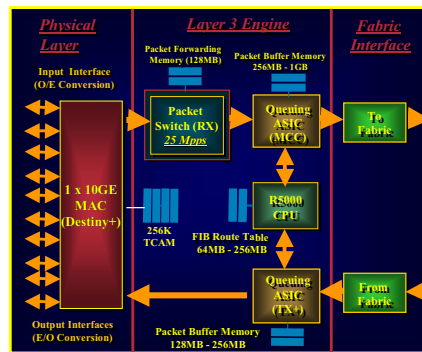 Physical
Layer
Layer 3 Engine
Fabric
Interface
Packet Forwarding
Memory (128MB)
Packet Buffer Memory
256MB - 1GB
Input Interface
(O/E Conversion)
Packet
Switch (RX)
25 Mpps
Queuing
ASIC
(MCC)
To
Fabric
1 x 10GE
MAC
(Destiny+)
256K
TCAM
R5000
CPU
FIB Route Table
64MB - 256MB
Queuing
ASIC
(TX+)
From
Fabric
Output Interfaces
(E/O Conversion)
Packet Buffer Memory
128MB - 256MB